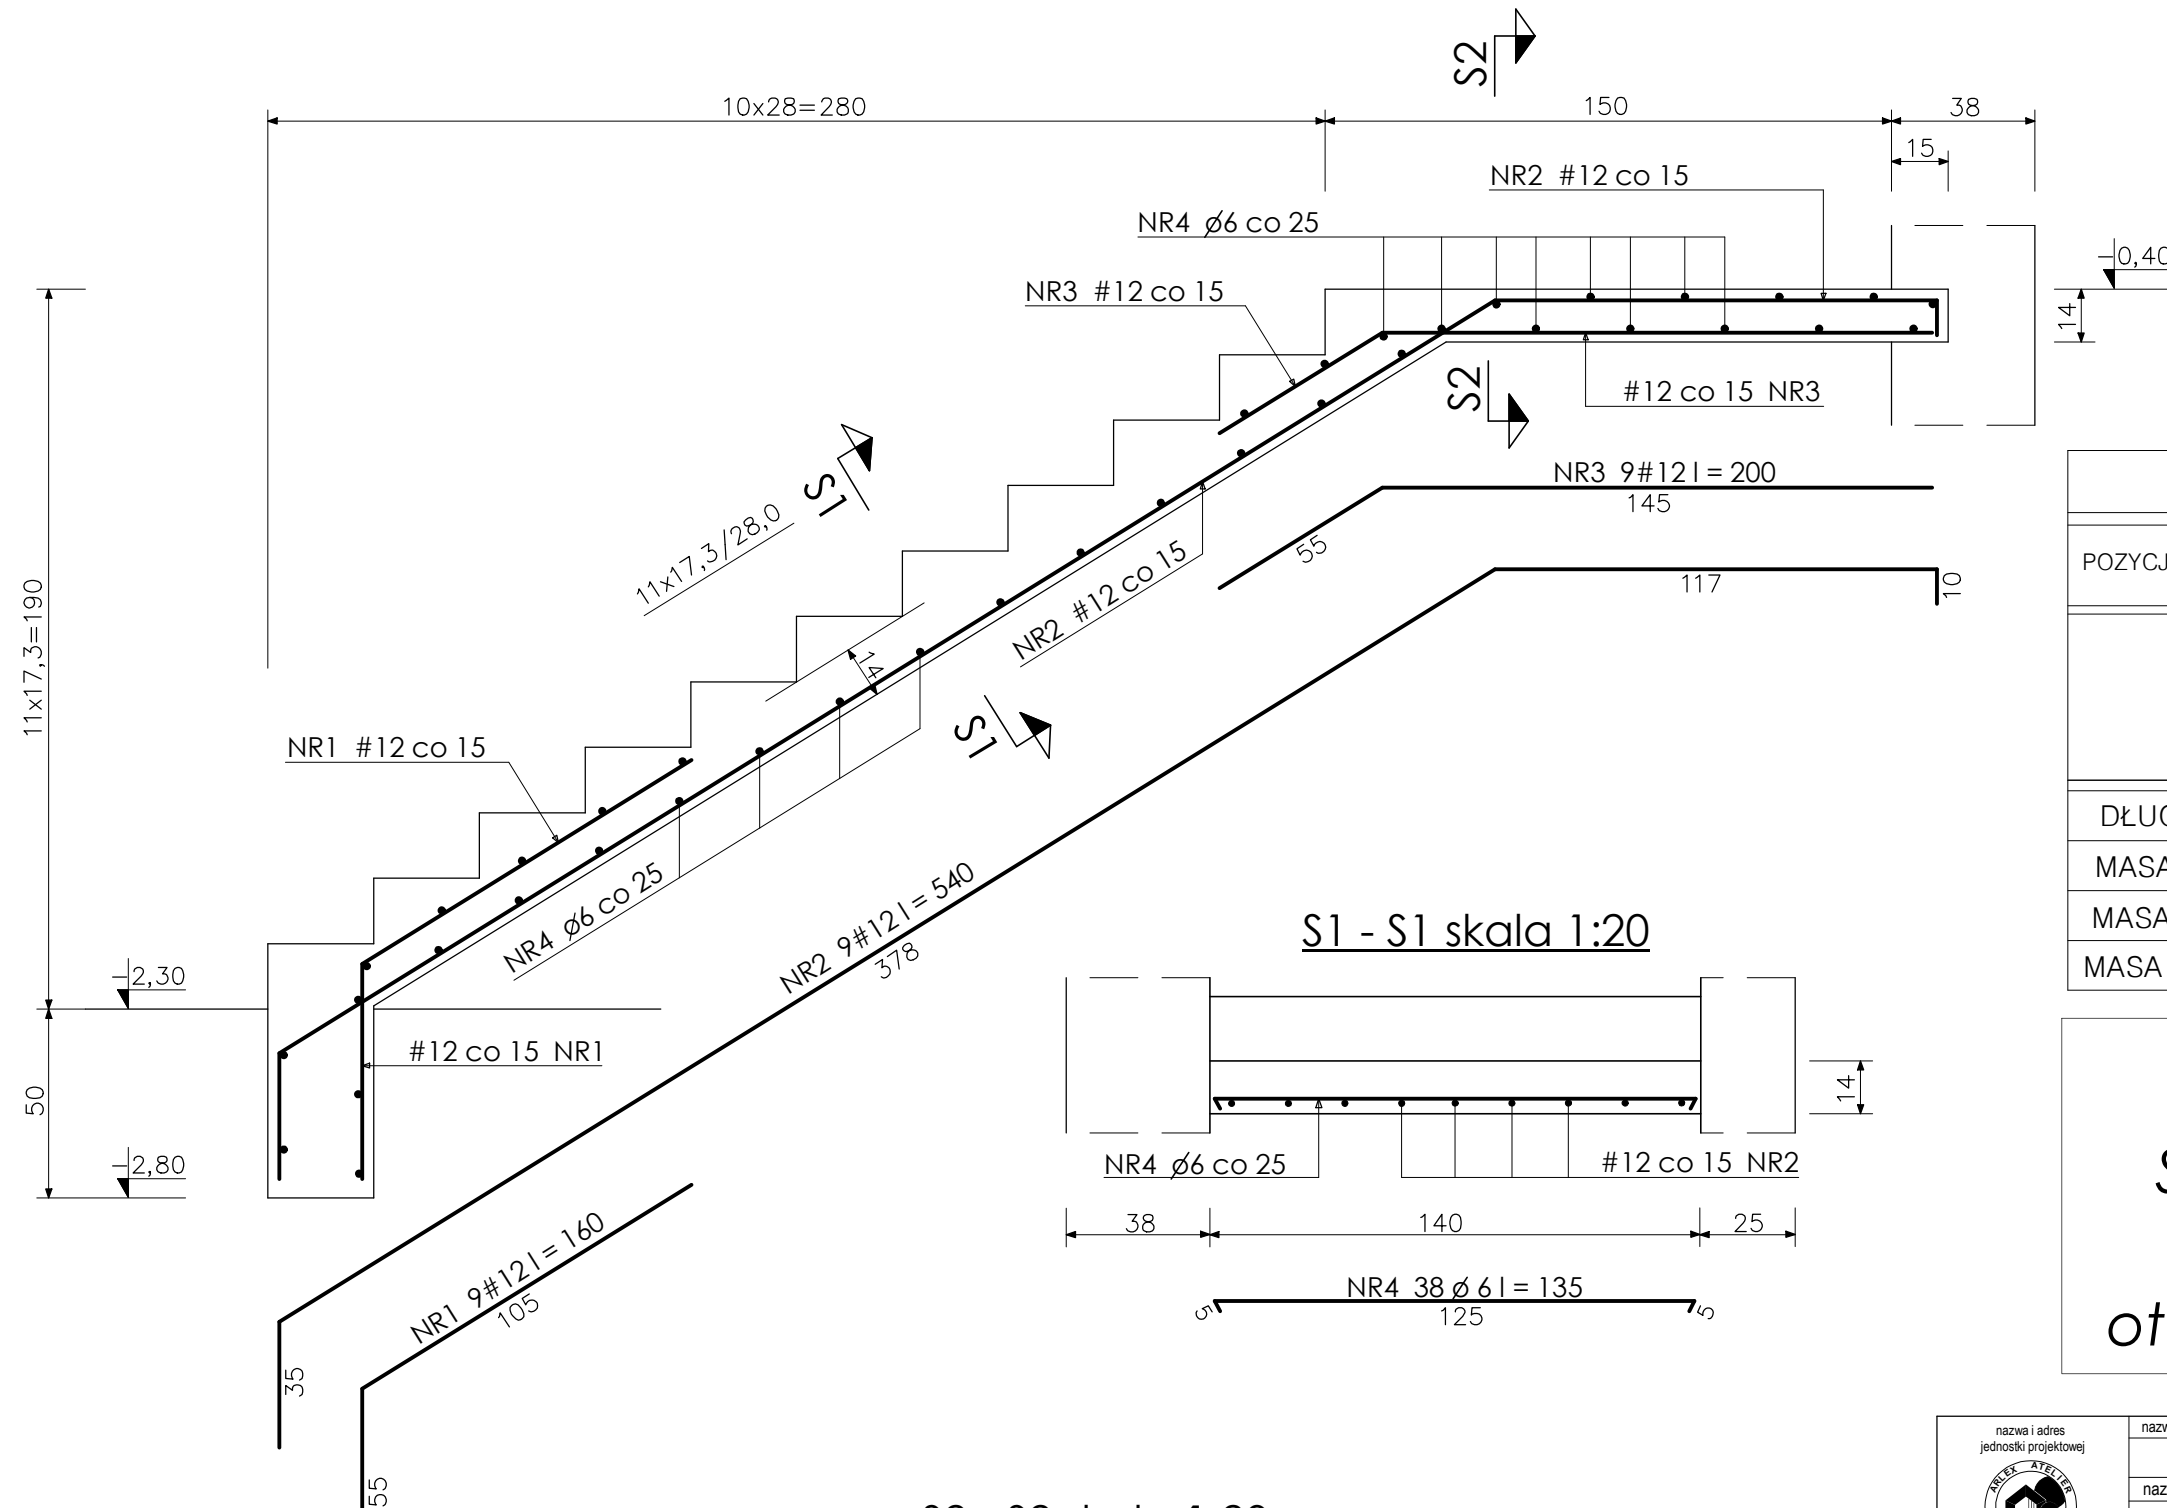 S2
10x28=280
150
38
15
NR2 #12 co 15
NR4 ø6 co 25
-0,40
NR3 #12 co 15
14
S2
#12 co 15 NR3
S1
11x17,3/28,0
NR3 9#12 l = 200
145
55
117
10
POZYCJ
11x17,3=190
NR2 #12 co 15
14
S1
NR1 #12 co 15
NR4 ø6 co 25
NR2 9#12 l = 540
378
DŁUG
MASA
MASA
MASA
S1 - S1 skala 1:20
-2,30
#12 co 15 NR1
50
-2,80
14
NR4 ø6 co 25
#12 co 15 NR2
38
140
25
NR4 38 ø 6 l = 135
5
125
5
NR1 9#12 l = 160
105
35
55
S
ot
nazwa i adres
jednostki projektowej
ARLEX ATELIER
nazw
naz